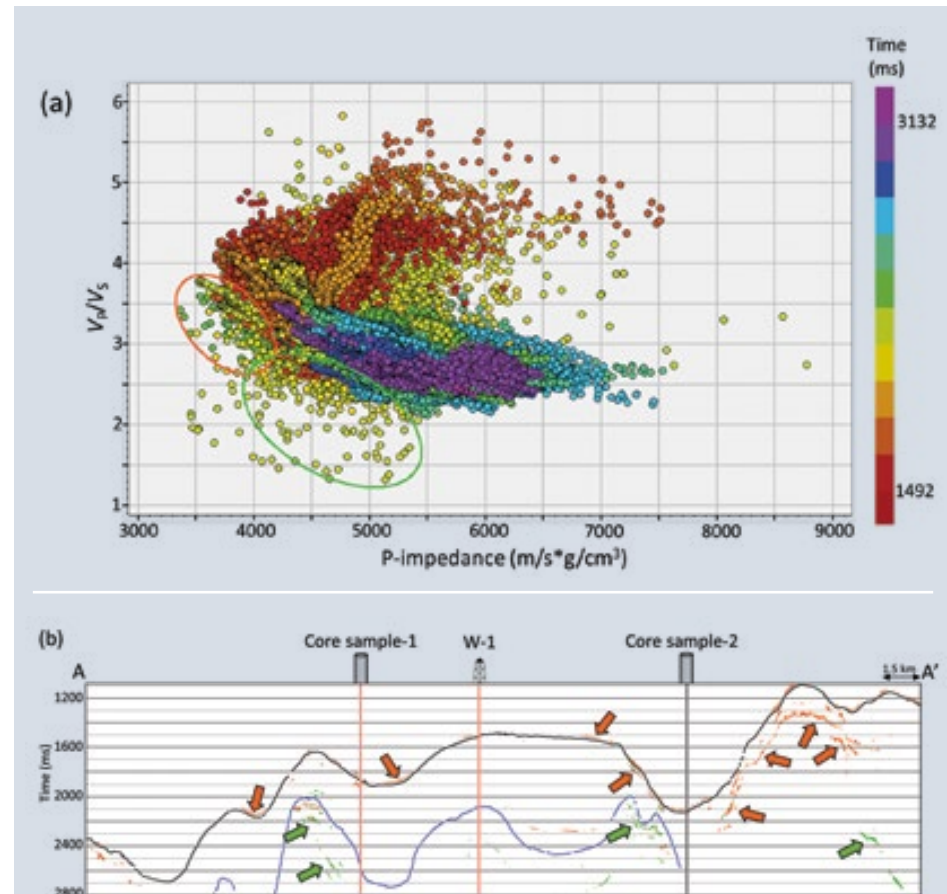 Time
(ms)
(a)
6
3132
5
4
Vₚ/Vₛ
3
2
1492
1
3000 4000 5000 6000 7000 8000 9000
P-impedance (m/s*g/cm³)
(b)
Core sample-1 W-1 Core sample-2
A 1.5 km A'
1200
1600
Time (ms)
2000
2400
2800